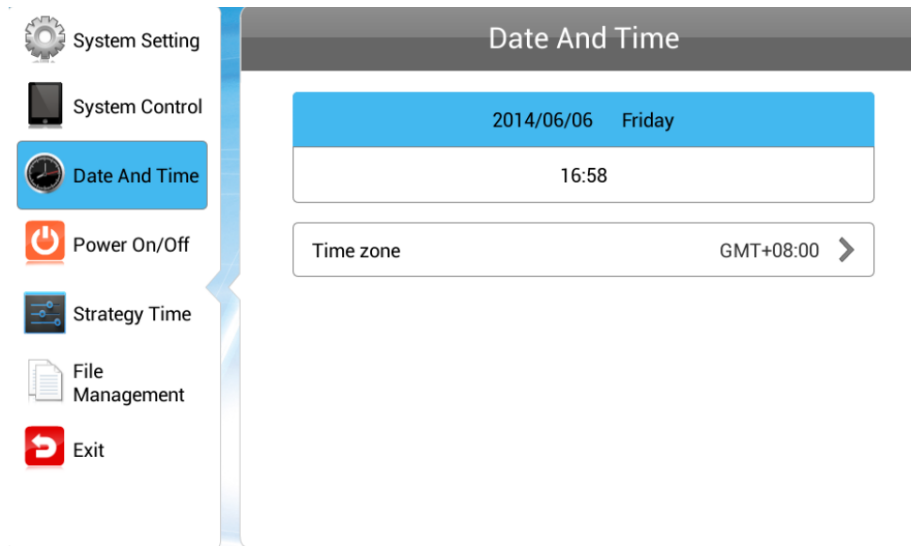 System Setting
System Control
Date And Time
Power On/Off
Strategy Time
File
Management
Exit
Date And Time
2014/06/06 Friday
16:58
Time zone GMT+08:00